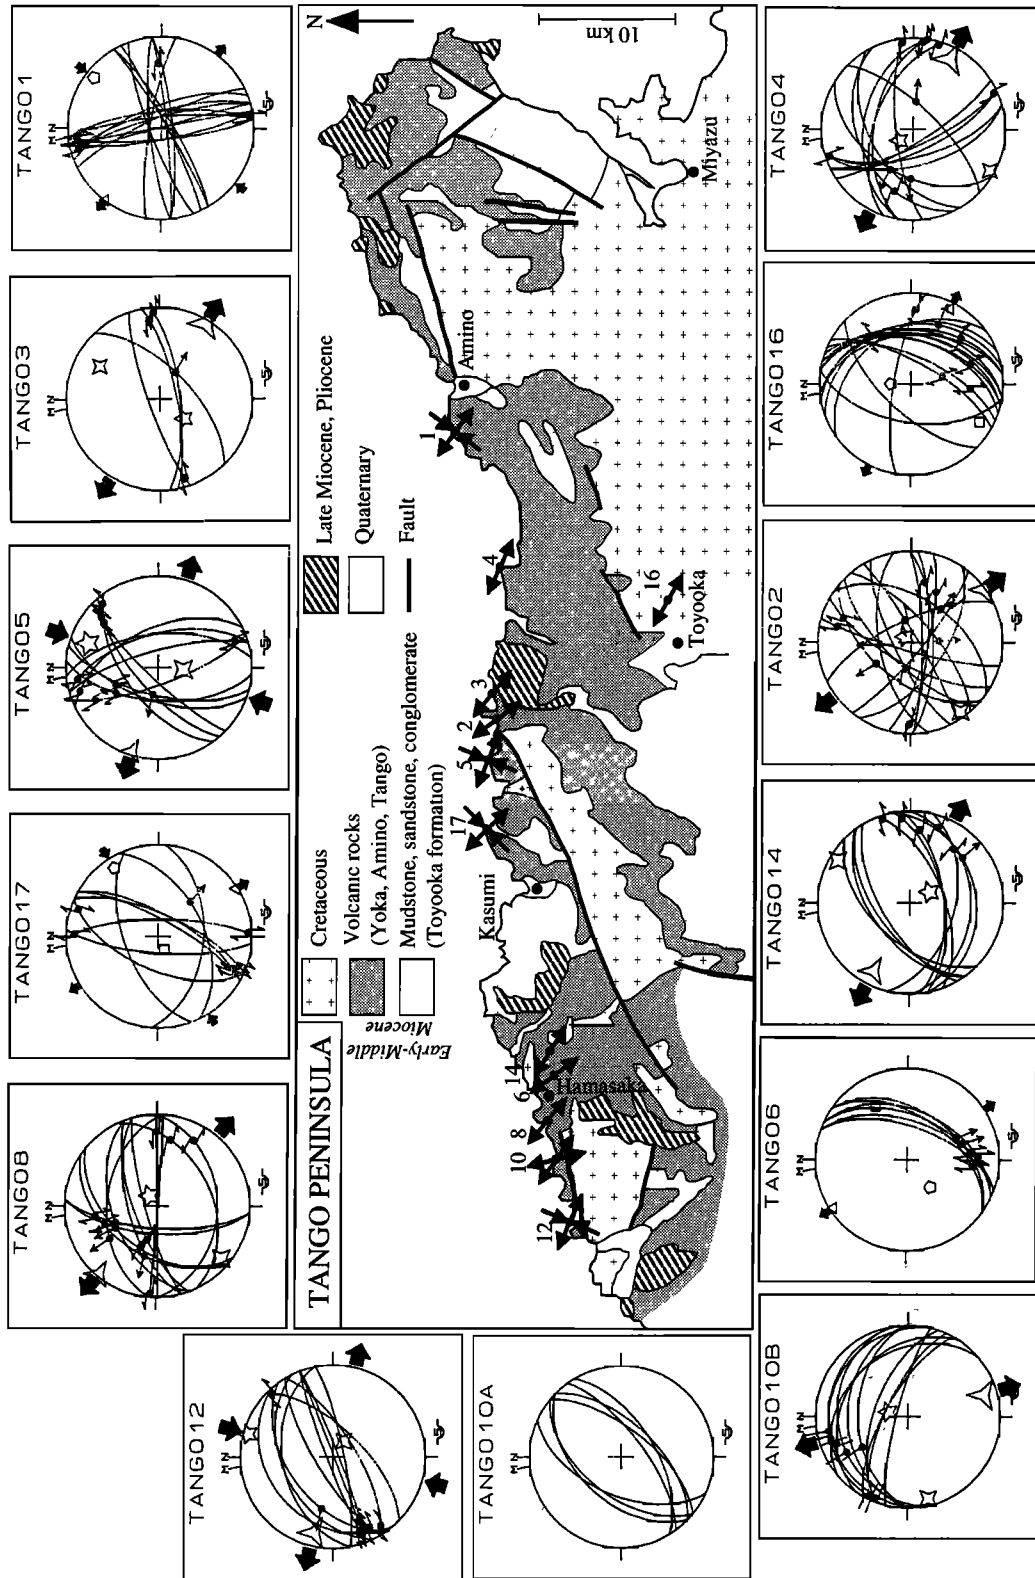 TANGO12
TANGO8
TANGO17
TANGO5
TANGO3
TANGO1
M N
S
TANGO PENINSULA
Cretaceous
Volcanic rocks
(Yoka, Amino, Tango)
Mudstone, sandstone, conglomerate
(Toyooka formation)
Early-Middle
Miocene
Late Miocene, Pliocene
Quaternary
Fault
N
10 km
12
10
8
6
14
17
5
2
3
4
1
16
Hamasaka
Kasumi
Toyooka
Amino
Miyazu
TANGO10A
TANGO10B
TANGO6
TANGO14
TANGO2
TANGO16
TANGO4